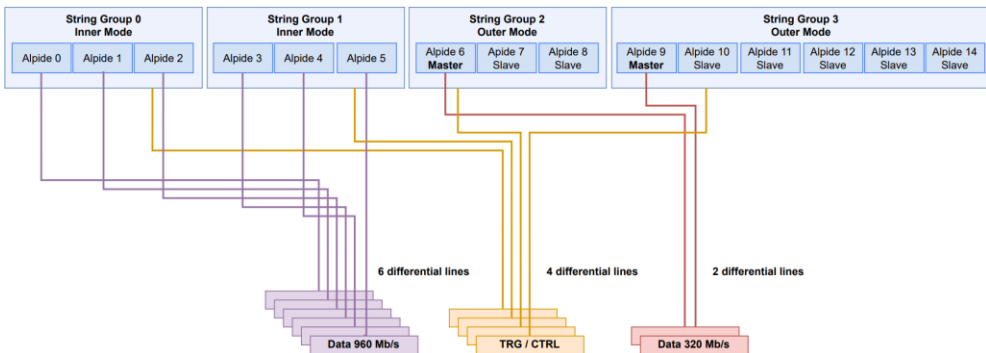 String Group 0
Inner Mode
String Group 1
Inner Mode
String Group 2
Outer Mode
String Group 3
Outer Mode
Alpide 0
Alpide 1
Alpide 2
Alpide 3
Alpide 4
Alpide 5
Alpide 6
Master
Apide 7
Slave
Alpide 8
Slave
Alpide 9
Master
Alpide 10
Slave
Alpide 11
Slave
Alpide 12
Slave
Alpide 13
Slave
Alpide 14
Slave
6 differential lines
4 differential lines
2 differential lines
Data 960 Mb/s
TRG / CTRL
Data 320 Mb/s